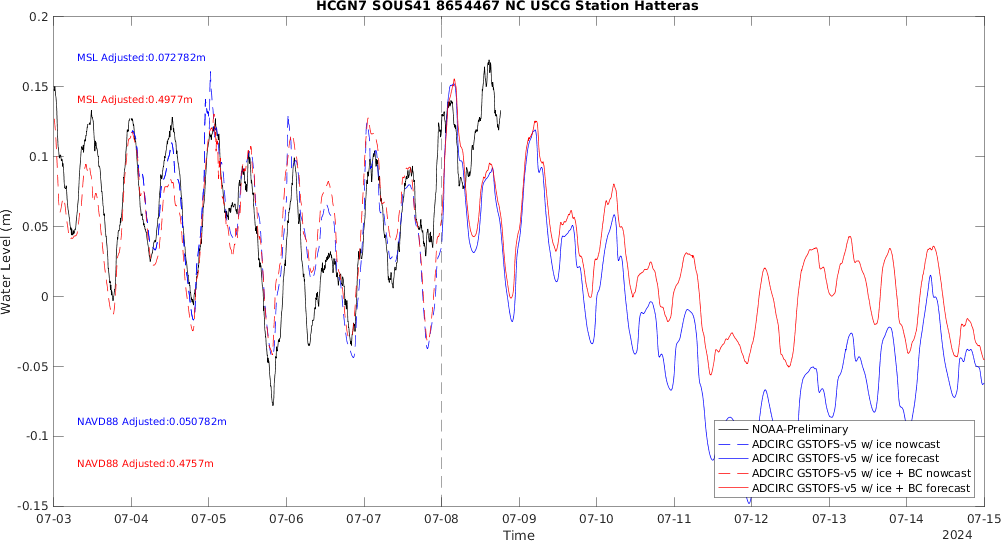 HCGN7 SOUS41 8654467 NC USCG Station Hatteras
0.2
0.15
0.1
0.05
0
-0.05
-0.1
-0.15
Water Level (m)
MSL Adjusted:0.072782m
MSL Adjusted:0.4977m
NAVD88 Adjusted:0.050782m
NAVD88 Adjusted:0.4757m
NOAA-Preliminary
ADCIRC GSTOFS-v5 w/ ice nowcast
ADCIRC GSTOFS-v5 w/ ice forecast
ADCIRC GSTOFS-v5 w/ ice + BC nowcast
ADCIRC GSTOFS-v5 w/ ice + BC forecast
07-03 07-04 07-05 07-06 07-07 07-08 07-09 07-10 07-11 07-12 07-13 07-14 07-15
Time
2024